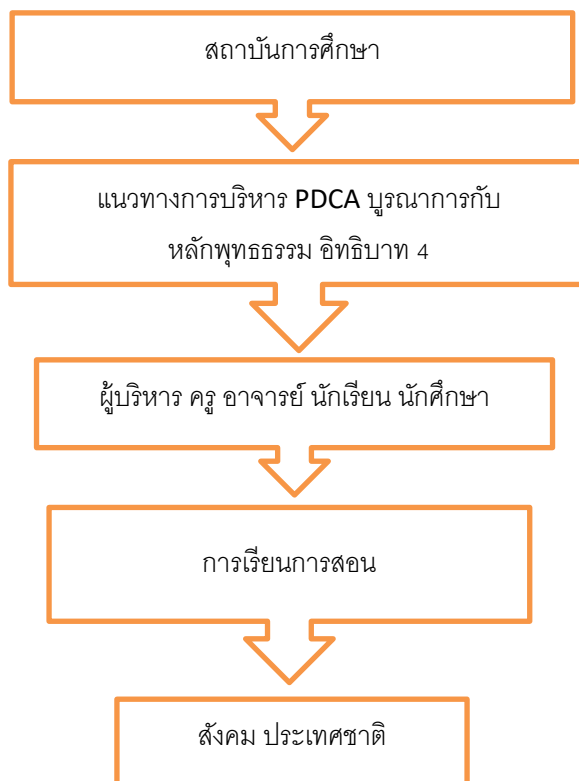 สถาบันการศึกษา
แนวทางการบริหาร PDCA บูรณาการกับ
หลักพุทธธรรม อิทธิบาท 4
ผู้บริหาร ครู อาจารย์ นักเรียน นักศึกษา
การเรียนการสอน
สังคม ประเทศชาติ